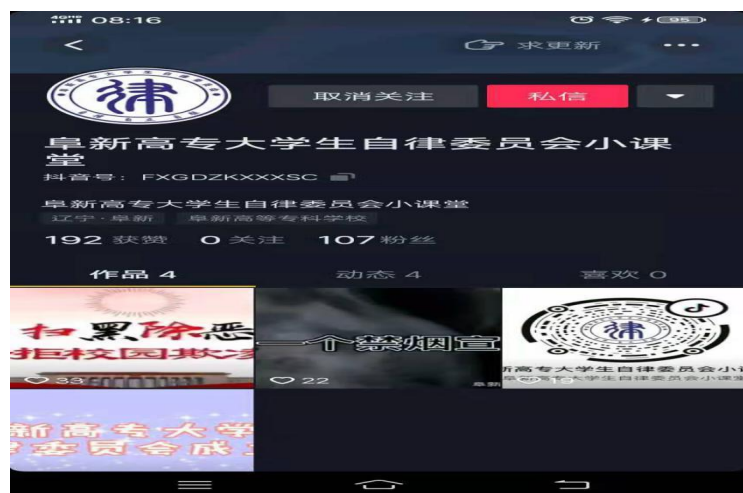 4G 08:16
95
求更新
律
取消关注 私信
阜新高专大学生自律委员会小课
堂
抖音号：FXGDZKXXXSC
阜新高专大学生自律委员会小课堂
辽宁·阜新 阜新高等专科学校
192 获赞 0 关注 107 粉丝
作品 4 动态 4 喜欢 0
扫黑除恶
拒校园欺凌
33
一个禁烟宣
22
阜新
律
新高专大学生自律委员会小i
19
新高专大学
律委员会成立